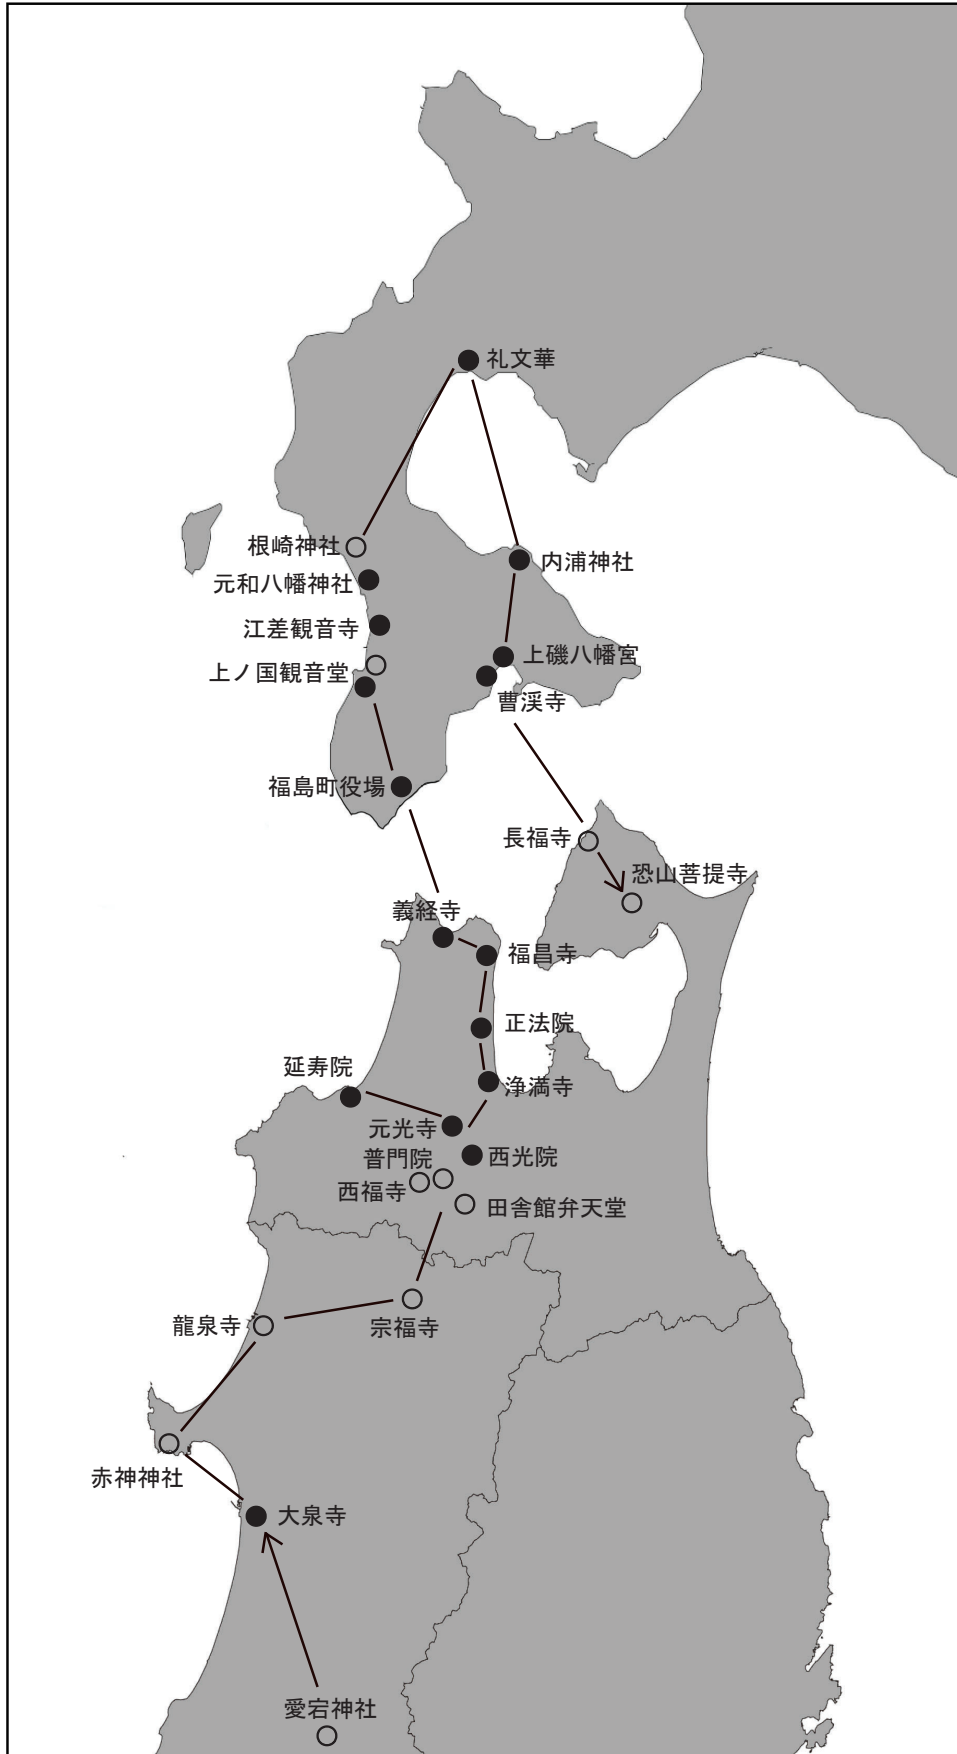 礼文華
根崎神社
内浦神社
元和八幡神社
江差観音寺
上磯八幡宮
上ノ国観音堂
曹渓寺
福島町役場
長福寺
恐山菩提寺
義経寺
福昌寺
正法院
延寿院
浄満寺
元光寺
普門院
西光院
西福寺
田舎館弁天堂
龍泉寺
宗福寺
赤神神社
大泉寺
愛宕神社